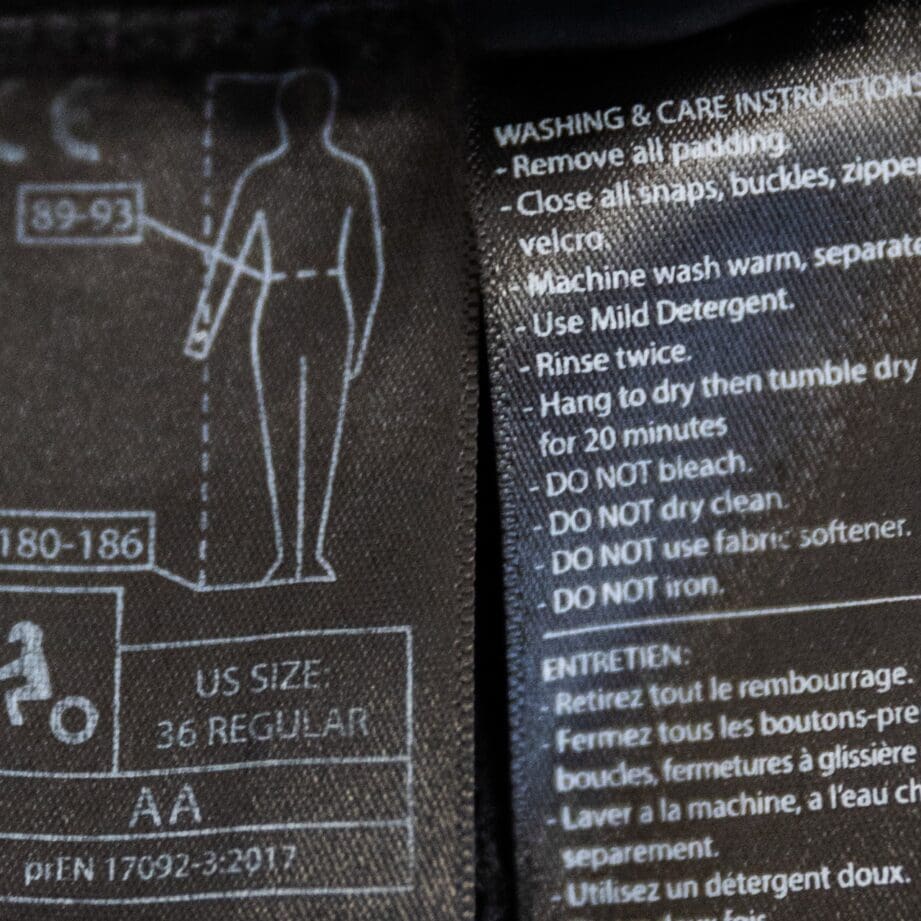 CE
89-93
180-186
US SIZE:
36 REGULAR
AA
prEN 17092-3:2017
WASHING & CARE INSTRUCTION
- Remove all padding.
- Close all snaps, buckles, zippe
velcro.
- Machine wash warm, separat
- Use Mild Detergent.
- Rinse twice.
- Hang to dry then tumble dry
for 20 minutes
- DO NOT bleach.
- DO NOT dry clean.
- DO NOT use fabric softener.
- DO NOT iron.
ENTRETIEN:
- Retirez tout le rembourrage.
- Fermez tous les boutons-pre
boucles, fermetures à glissière
- Laver a la machine, a l'eau ch
separement.
- Utilisez un détergent doux.